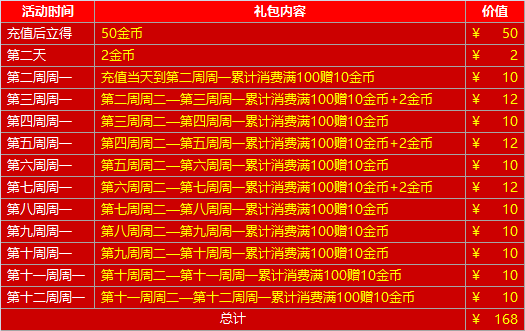 活动时间 礼包内容 价值
充值后立得 50金币 ¥ 50
第二天 2金币 ¥ 2
第二周周一 充值当天到第二周周一累计消费满100赠10金币 ¥ 10
第三周周一 第二周周二—第三周周一累计消费满100赠10金币+2金币 ¥ 12
第四周周一 第三周周二—第四周周一累计消费满100赠10金币 ¥ 10
第五周周一 第四周周二—第五周周一累计消费满100赠10金币+2金币 ¥ 12
第六周周一 第五周周二—第六周周一累计消费满100赠10金币 ¥ 10
第七周周一 第六周周二—第七周周一累计消费满100赠10金币+2金币 ¥ 12
第八周周一 第七周周二—第八周周一累计消费满100赠10金币 ¥ 10
第九周周一 第八周周二—第九周周一累计消费满100赠10金币 ¥ 10
第十周周一 第九周周二—第十周周一累计消费满100赠10金币 ¥ 10
第十一周周一 第十周周二—第十一周周一累计消费满100赠10金币 ¥ 10
第十二周周一 第十一周周二—第十二周周一累计消费满100赠10金币 ¥ 10
总计 ¥ 168